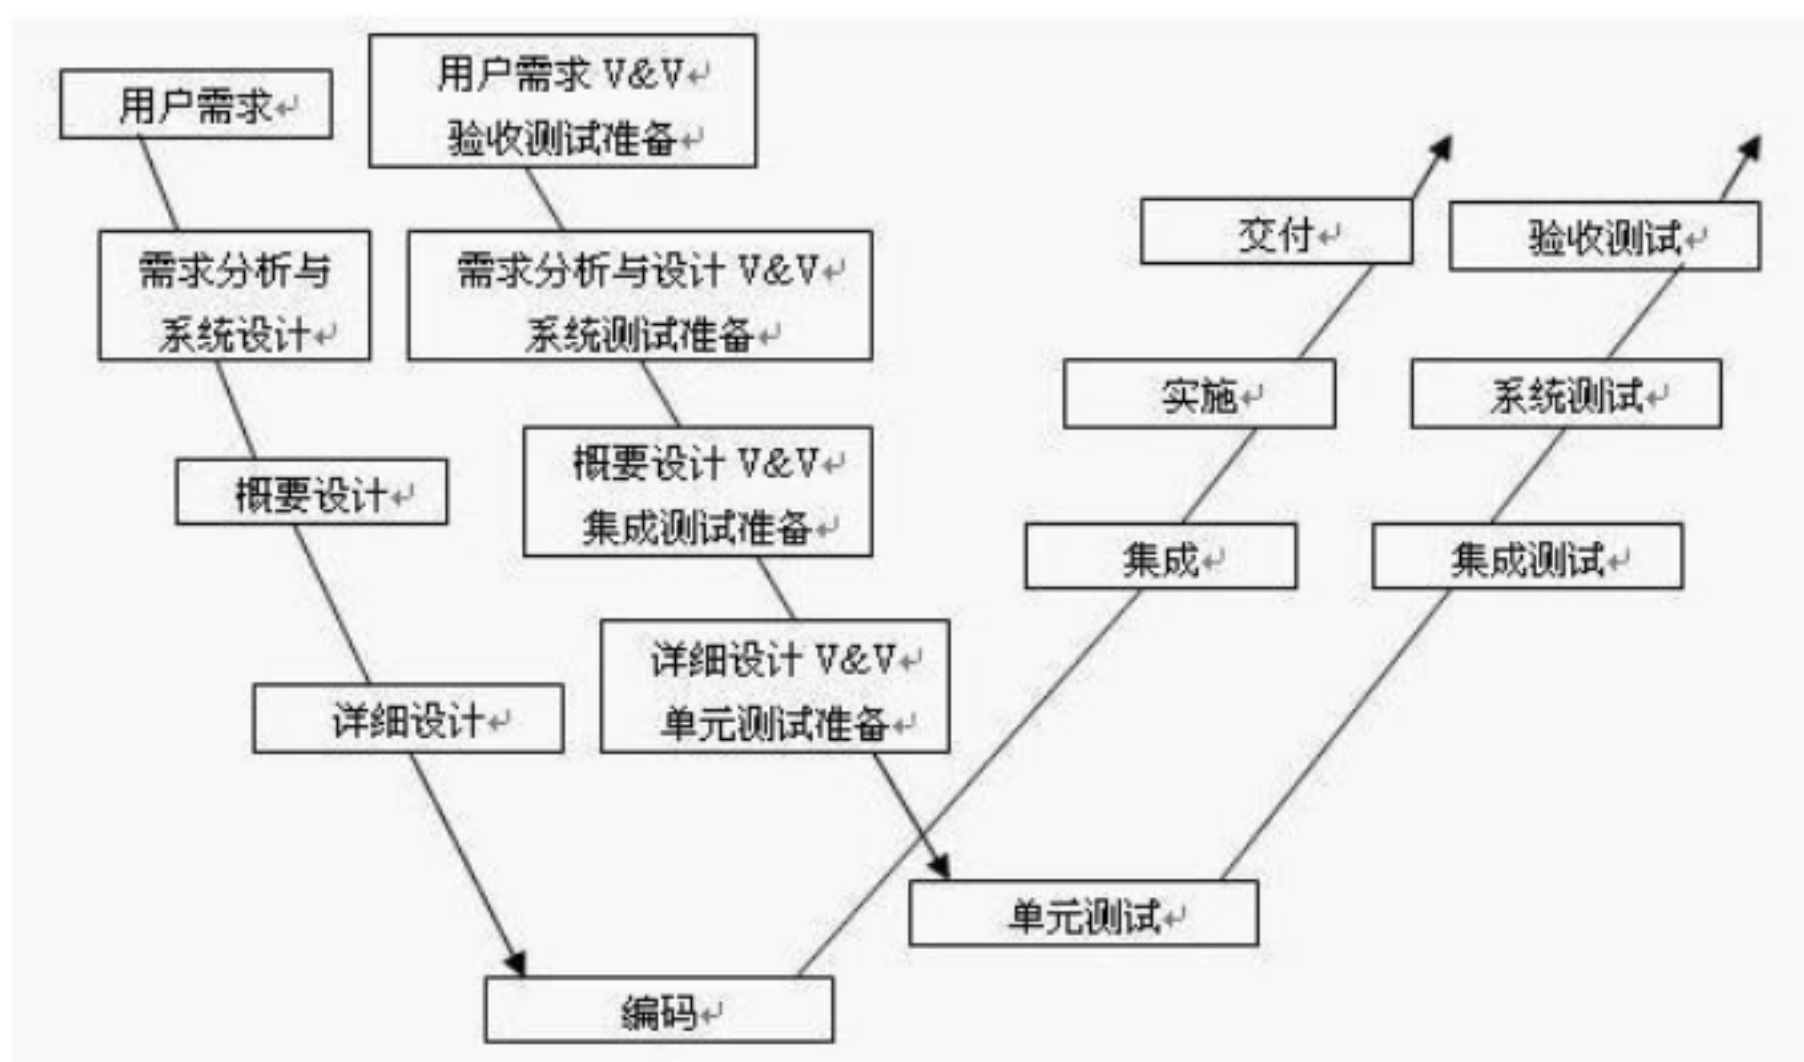 用户需求
用户需求 V&V
验收测试准备
交付
验收测试
需求分析与
系统设计
需求分析与设计 V&V
系统测试准备
实施
系统测试
概要设计
概要设计 V&V
集成测试准备
集成
集成测试
详细设计
详细设计 V&V
单元测试准备
单元测试
编码